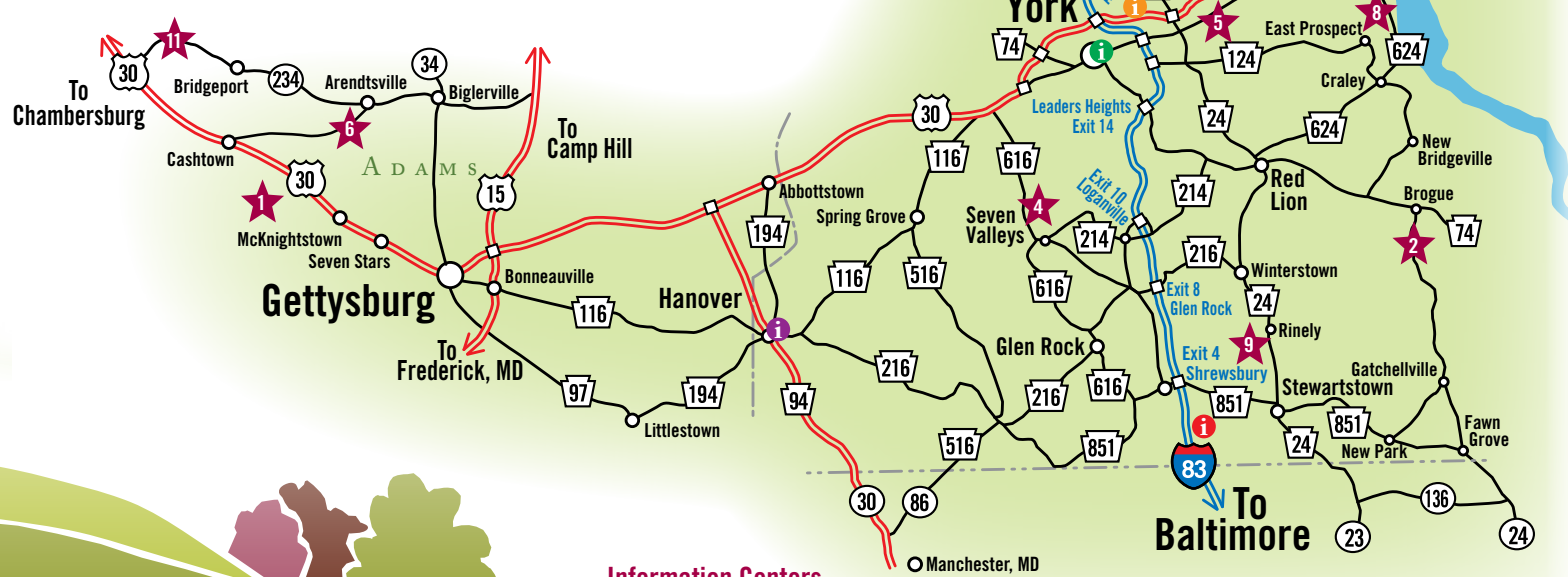 York
11
30
To
Chambersburg
Bridgeport
234
Arendtsville
34
Biglerville
6
Cashtown
ADAMS
To
Camp Hill
30
1
15
McKnightstown
Seven Stars
Gettysburg
Bonneauville
116
To
Frederick, MD
97
194
Littlestown
Hanover
i
194
Abbottstown
30
74
i
i
5
8
East Prospect
624
124
Craley
Leaders Heights
Exit 14
24
624
New
Bridgeville
116
616
Spring Grove
Seven
Valleys
4
Exit 10
Loganville
214
214
Red
Lion
Brogue
74
2
116
516
616
216
Winterstown
Exit 8
Glen Rock
24
Rinely
9
Glen Rock
216
616
216
Exit 4
Shrewsbury
Stewartstown
Gatchellville
94
516
851
851
851
i
24
New Park
Fawn
Grove
83
30
86
To
Baltimore
23
136
24
Manchester, MD
Information Centers